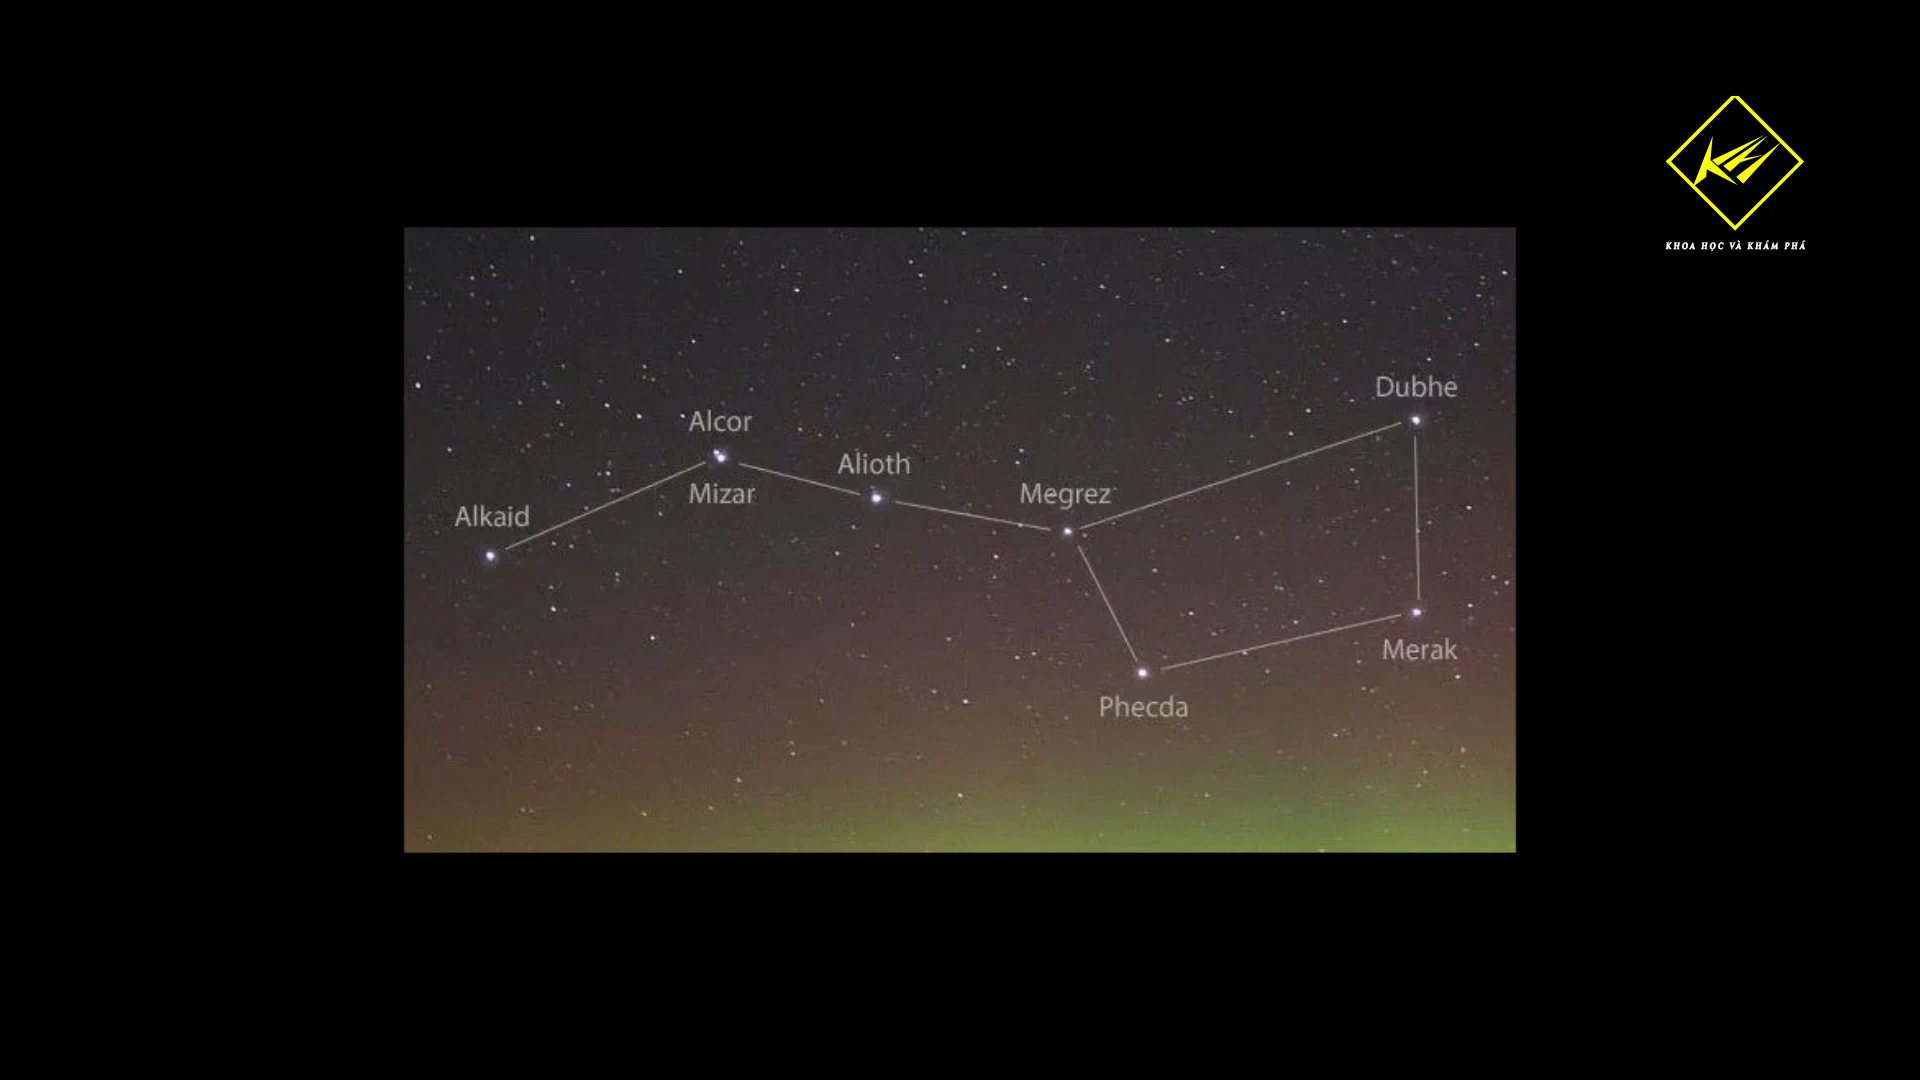 KHOA HỌC VÀ KHÁM PHÁ
Dubhe
Alcor
Alioth
Mizar
Megrez
Alkaid
Merak
Phecda